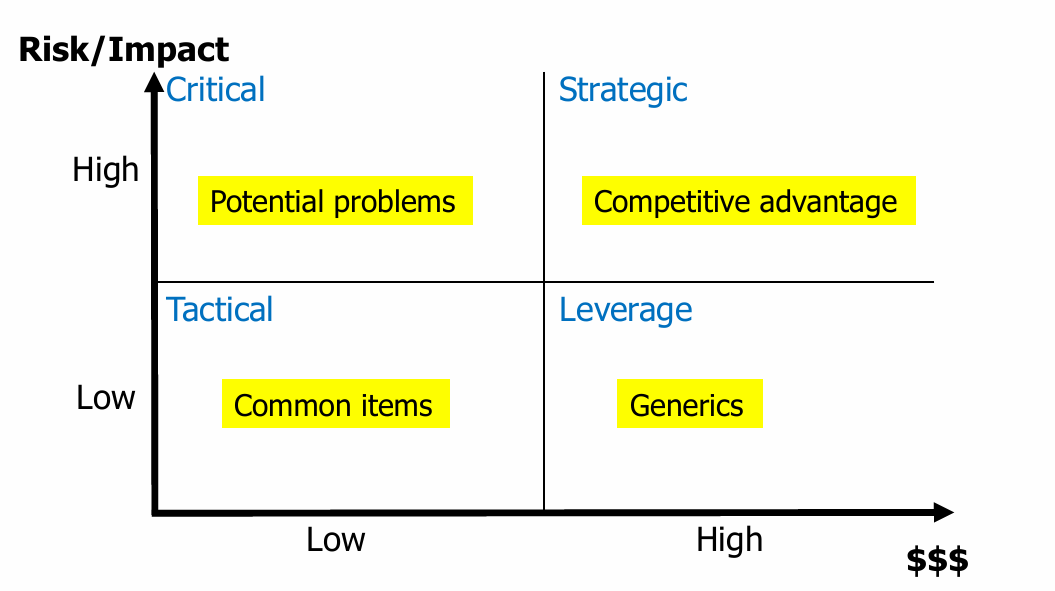 Risk/Impact
Critical
Strategic
High
Potential problems
Competitive advantage
Tactical
Leverage
Low
Common items
Generics
Low
High
$$$